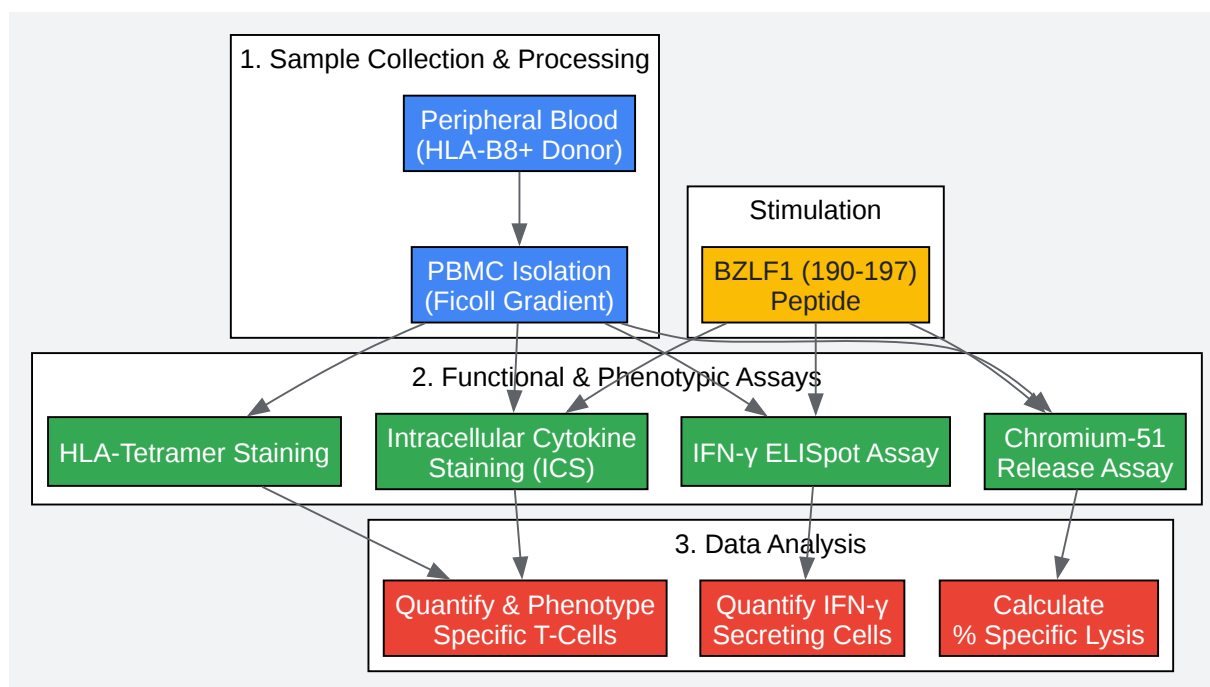 1. Sample Collection & Processing
Peripheral Blood
(HLA-B8+ Donor)
Stimulation
PBMC Isolation
(Ficoll Gradient)
BZLF1 (190-197)
Peptide
2. Functional & Phenotypic Assays
HLA-Tetramer Staining
Intracellular Cytokine
Staining (ICS)
IFN-γ ELISpot Assay
Chromium-51
Release Assay
3. Data Analysis
Quantify & Phenotype
Specific T-Cells
Quantify IFN-γ
Secreting Cells
Calculate
% Specific Lysis